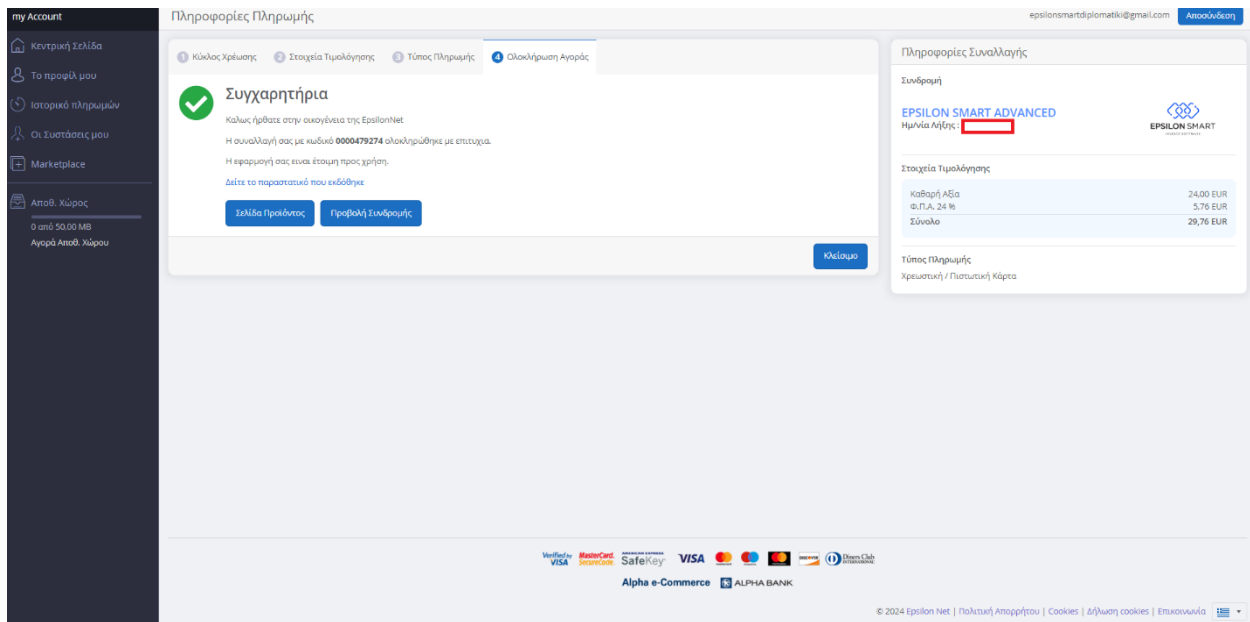 my Account
Πληροφορίες Πληρωμής
epsilonsmartdiplomatiki@gmail.com
Αποσύνδεση
Κεντρική Σελίδα
Το προφίλ μου
Ιστορικό πληρωμών
Οι Συστάσεις μου
Marketplace
Αποθ. Χώρος
0 από 50,00 MB
Αγορά Αποθ. Χώρου
1 Κύκλος Χρέωσης
2 Στοιχεία Τιμολόγησης
3 Τύπος Πληρωμής
4 Ολοκλήρωση Αγοράς
Συγχαρητήρια
Καλως ήρθατε στην οικογένεια της EpsilonNet
Η συναλλαγή σας με κωδικό 0000479274 ολοκληρώθηκε με επιτυχια.
Η εφαρμογή σας ειναι έτοιμη προς χρήση.
Δείτε το παραστατικό που εκδόθηκε
Σελίδα Προϊόντος
Προβολή Συνδρομής
Κλείσιμο
Πληροφορίες Συναλλαγής
Συνδρομή
EPSILON SMART ADVANCED
Ημ/νία Λήξης :
EPSILON SMART
Στοιχεία Τιμολόγησης
Καθαρή Αξία 24,00 EUR
Φ.Π.Α. 24 % 5,76 EUR
Σύνολο 29,76 EUR
Τύπος Πληρωμής
Χρεωστική / Πιστωτική Κάρτα
Verified by VISA
MasterCard. SecureCode.
AMERICAN EXPRESS SafeKey
VISA
DISCOVER
Diners Club INTERNATIONAL
Alpha e-Commerce
ALPHA BANK
© 2024 Epsilon Net | Πολιτική Απορρήτου | Cookies | Δήλωση cookies | Επικοινωνία